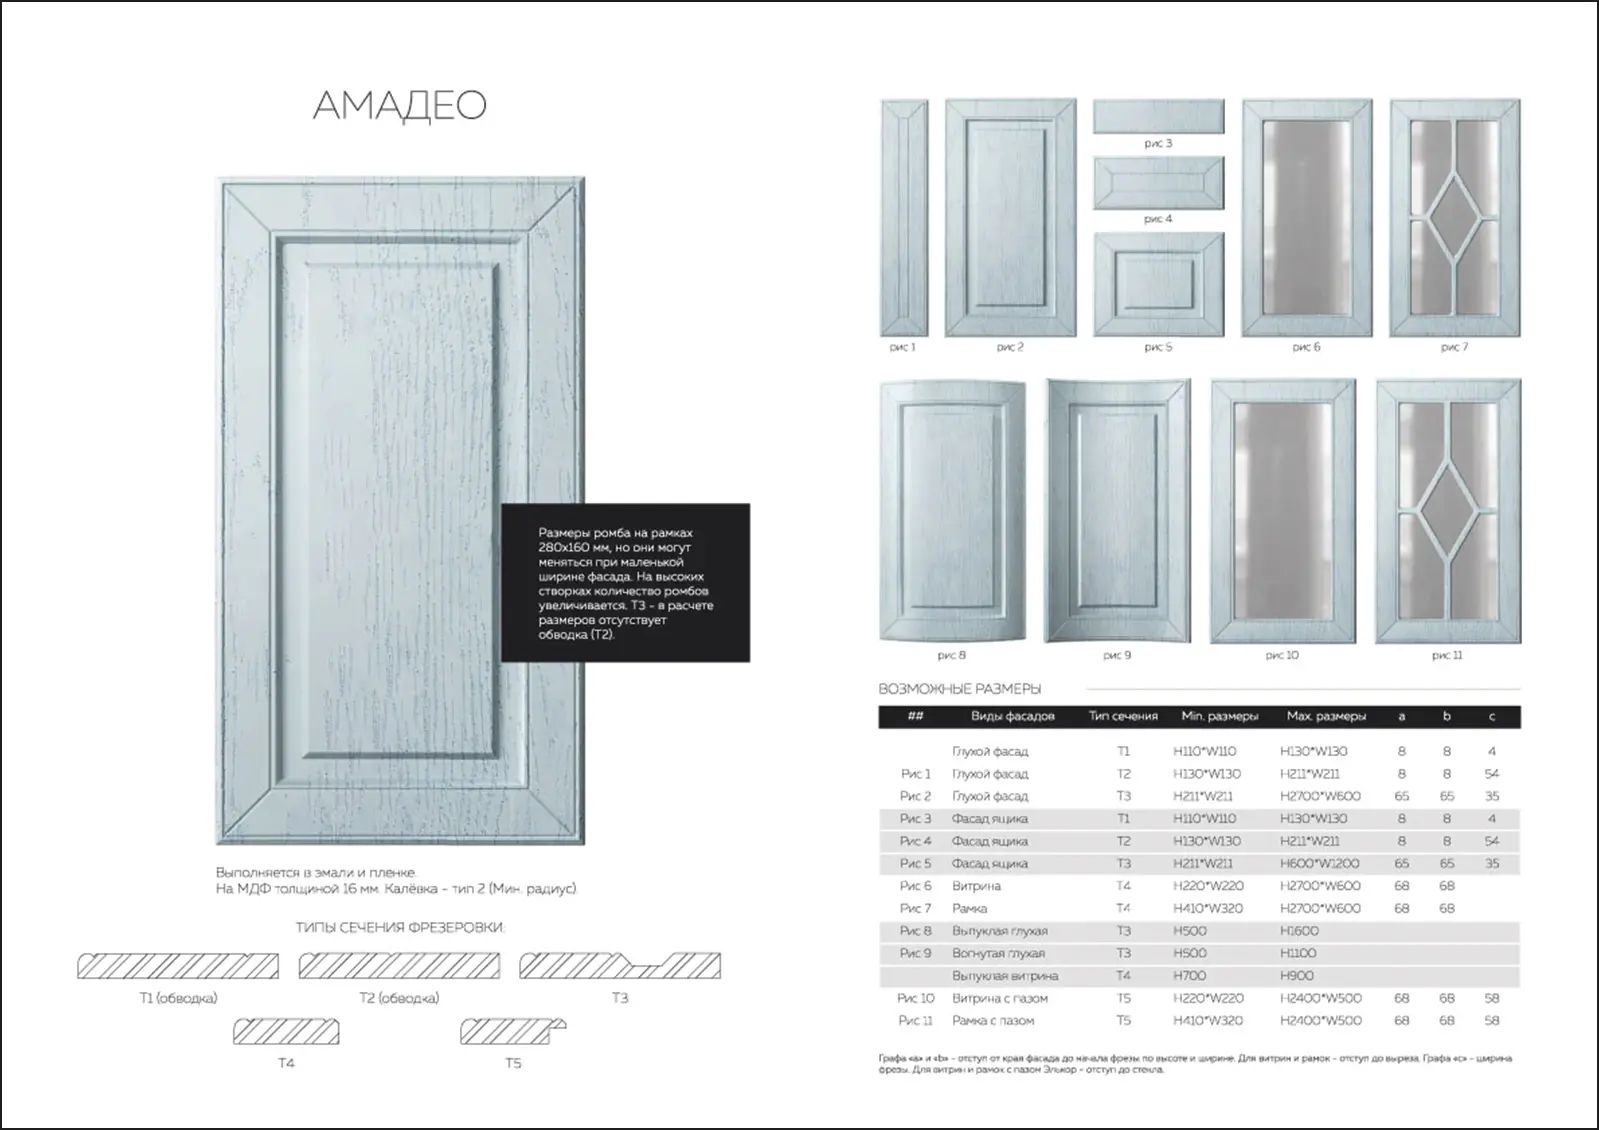 АМАДЕО
Размеры ромба на рамках
280х160 мм, но они могут
меняться при маленькой
ширине фасада. На высоких
створках количество ромбов
увеличивается. Т3 - в расчете
размеров отсутствует
обводка (Т2).
Выполняется в эмали и пленке.
На МДФ толщиной 16 мм. Калёвка - тип 2 (Мин. радиус).
ТИПЫ СЕЧЕНИЯ ФРЕЗЕРОВКИ:
Т1 (обводка) Т2 (обводка) Т3
Т4 Т5
рис 3
рис 4
рис 1 рис 2 рис 5 рис 6 рис 7
рис 8 рис 9 рис 10 рис 11
ВОЗМОЖНЫЕ РАЗМЕРЫ
## Виды фасадов Тип сечения Min. размеры Max. размеры a b c
Глухой фасад Т1 H110*W110 H130*W130 8 8 4
Рис 1 Глухой фасад Т2 H130*W130 H211*W211 8 8 54
Рис 2 Глухой фасад Т3 H211*W211 H2700*W600 65 65 35
Рис 3 Фасад ящика Т1 H110*W110 H130*W130 8 8 4
Рис 4 Фасад ящика Т2 H130*W130 H211*W211 8 8 54
Рис 5 Фасад ящика Т3 H211*W211 H600*W1200 65 65 35
Рис 6 Витрина Т4 H220*W220 H2700*W600 68 68
Рис 7 Рамка Т4 H410*W320 H2700*W600 68 68
Рис 8 Выпуклая глухая Т3 H500 H1600
Рис 9 Вогнутая глухая Т3 H500 H1100
Выпуклая витрина Т4 H700 H900
Рис 10 Витрина с пазом Т5 H220*W220 H2400*W500 68 68 58
Рис 11 Рамка с пазом Т5 H410*W320 H2400*W500 68 68 58
Графа «a» и «b» - отступ от края фасада до начала фрезы по высоте и ширине. Для витрин и рамок - отступ до выреза. Графа «c» - ширина
фрезы. Для витрин и рамок с пазом Элькор - отступ до стекла.